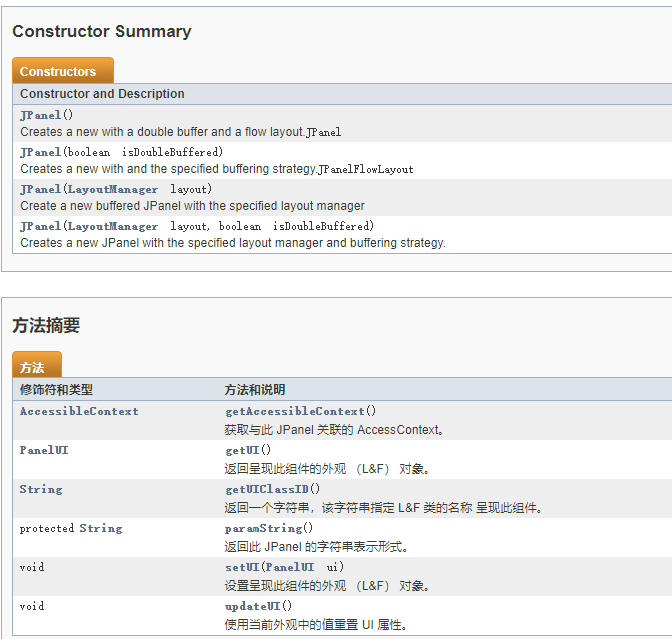 Constructor Summary
Constructors
Constructor and Description
JPanel()
Creates a new with a double buffer and a flow layout.JPanel
JPanel(boolean isDoubleBuffered)
Creates a new with and the specified buffering strategy.JPanelFlowLayout
JPanel(LayoutManager layout)
Create a new buffered JPanel with the specified layout manager
JPanel(LayoutManager layout, boolean isDoubleBuffered)
Creates a new JPanel with the specified layout manager and buffering strategy.
方法摘要
方法
修饰符和类型 方法和说明
AccessibleContext getAccessibleContext()
获取与此 JPanel 关联的 AccessContext。
PanelUI getUI()
返回呈现此组件的外观 （L&F） 对象。
String getUIClassID()
返回一个字符串，该字符串指定 L&F 类的名称 呈现此组件。
protected String paramString()
返回此 JPanel 的字符串表示形式。
void setUI(PanelUI ui)
设置呈现此组件的外观 （L&F） 对象。
void updateUI()
使用当前外观中的值重置 UI 属性。